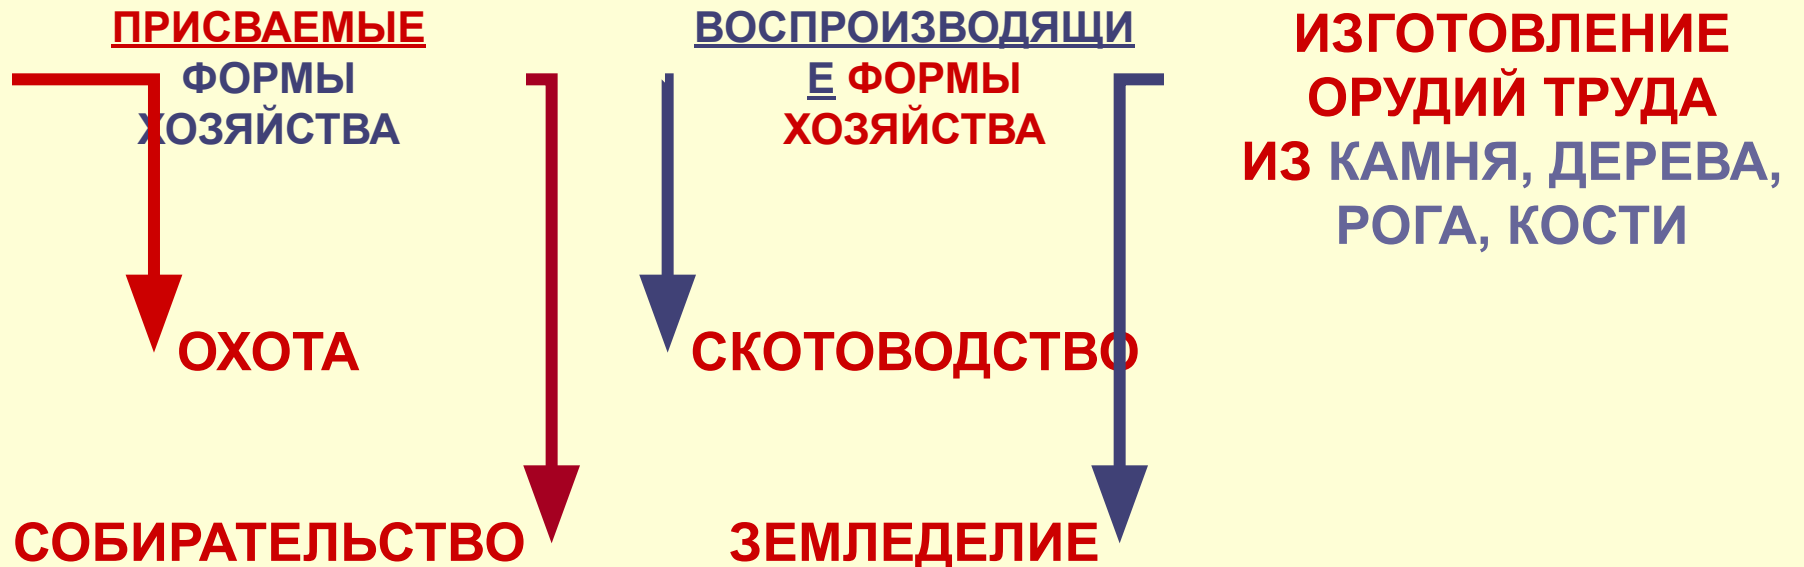 ПРИСВАЕМЫЕ
ФОРМЫ
ХОЗЯЙСТВА
ОХОТА
СОБИРАТЕЛЬСТВО
ВОСПРОИЗВОДЯЩИ
Е ФОРМЫ
ХОЗЯЙСТВА
СКОТОВОДСТВО
ЗЕМЛЕДЕЛИЕ
ИЗГОТОВЛЕНИЕ
ОРУДИЙ ТРУДА
ИЗ КАМНЯ, ДЕРЕВА,
РОГА, КОСТИ